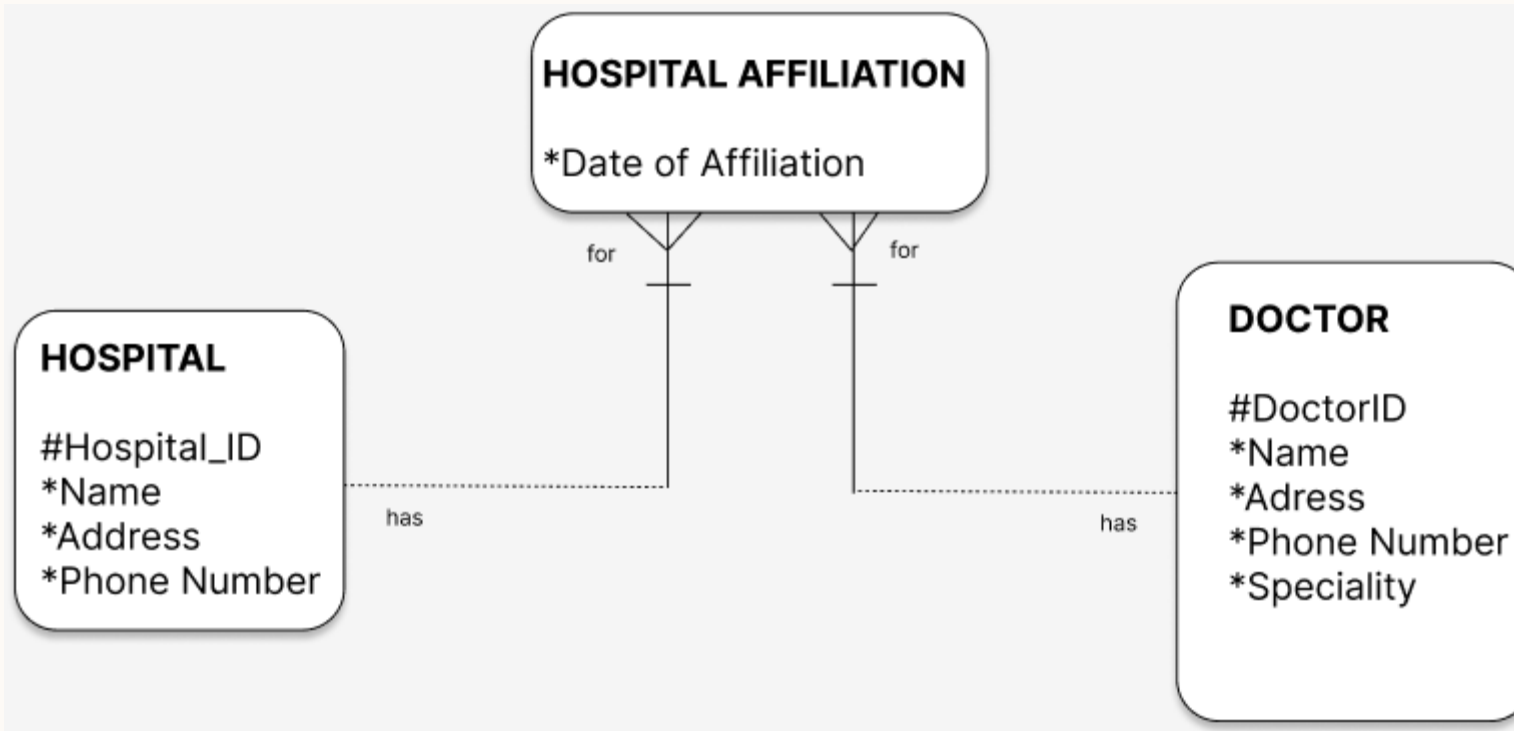 HOSPITAL AFFILIATION
*Date of Affiliation
for
for
HOSPITAL
#Hospital_ID
*Name
*Address
*Phone Number
has
DOCTOR
#DoctorID
*Name
*Adress
*Phone Number
*Speciality
has